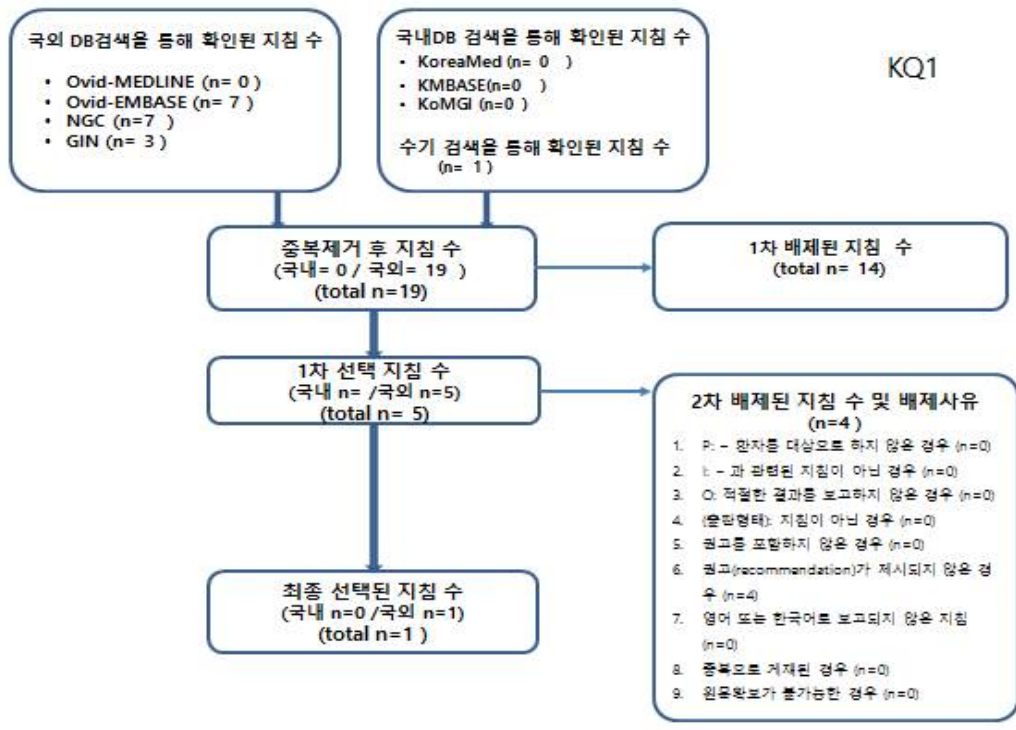 국외 DB검색을 통해 확인된 지침 수
• Ovid-MEDLINE (n= 0 )
• Ovid-EMBASE (n= 7 )
• NGC (n=7 )
• GIN (n= 3 )
국내DB 검색을 통해 확인된 지침 수
• KoreaMed (n= 0 )
• KMBASE(n=0 )
• KoMGI (n=0 )
수기 검색을 통해 확인된 지침 수
(n= 1 )
KQ1
중복제거 후 지침 수
(국내= 0 / 국외= 19 )
(total n=19)
1차 배제된 지침 수
(total n= 14)
1차 선택 지침 수
(국내 n= /국외 n=5)
(total n= 5)
2차 배제된 지침 수 및 배제사유
(n=4 )
1. P: – 환자를 대상으로 하지 않은 경우 (n=0)
2. I: – 과 관련된 지침이 아닌 경우 (n=0)
3. O: 적절한 결과를 보고하지 않은 경우 (n=0)
4. (출판형태): 지침이 아닌 경우 (n=0)
5. 권고를 포함하지 않은 경우 (n=0)
6. 권고(recommendation)가 제시되지 않은 경
우 (n=4)
7. 영어 또는 한국어로 보고되지 않은 지침
(n=0)
8. 중복으로 게재된 경우 (n=0)
9. 원문확보가 불가능한 경우 (n=0)
최종 선택된 지침 수
(국내 n=0 /국외 n=1)
(total n=1 )